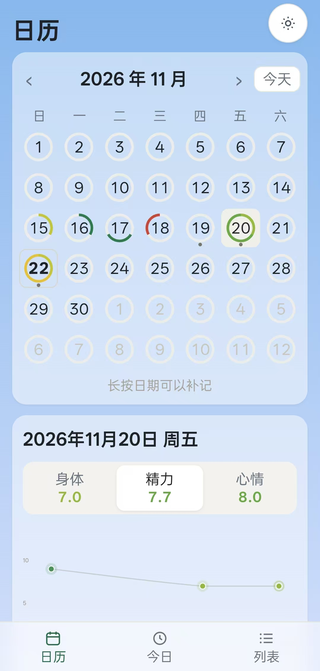 日历
2026 年 11 月
今天
日 一 二 三 四 五 六
1 2 3 4 5 6 7
8 9 10 11 12 13 14
15 16 17 18 19 20 21
22 23 24 25 26 27 28
29 30 1 2 3 4 5
6 7 8 9 10 11 12
长按日期可以补记
2026年11月20日 周五
身体 精力 心情
7.0 7.7 8.0
10
5
日历 今日 列表